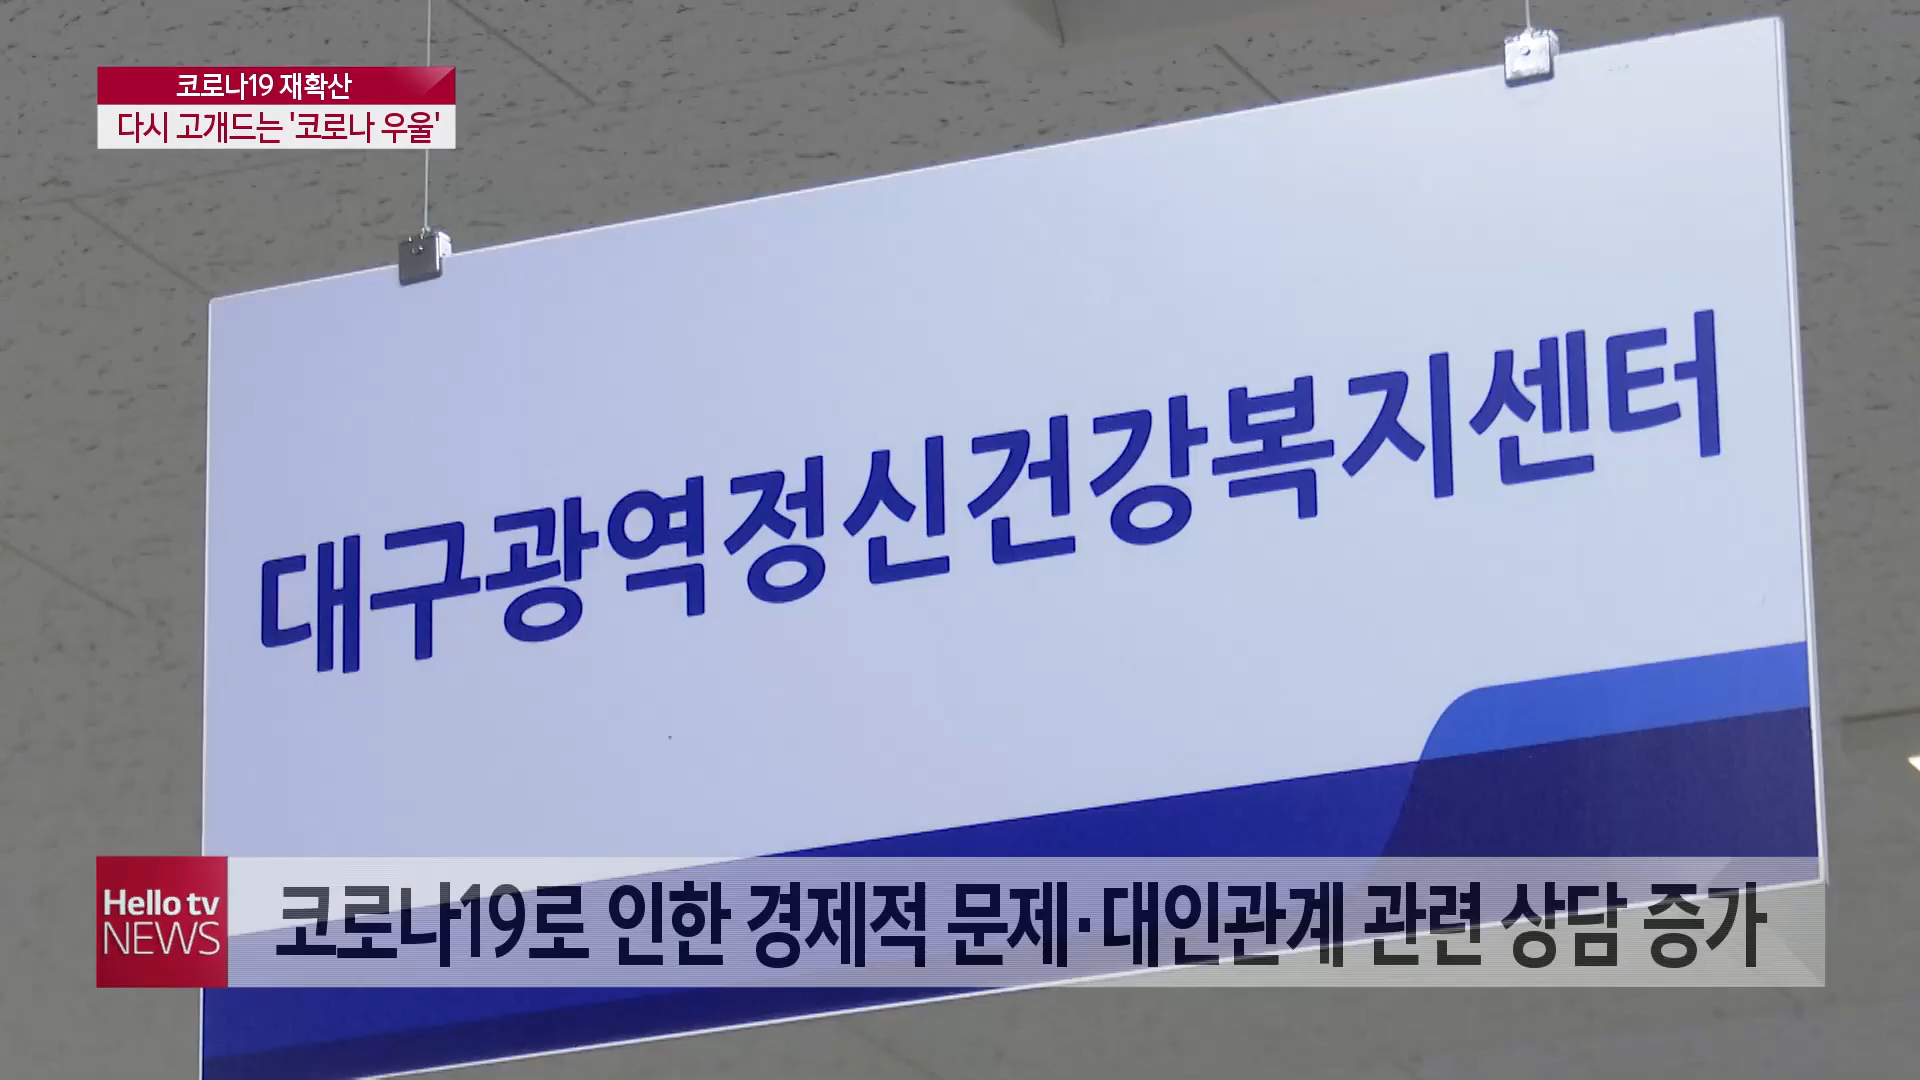 코로나19 재확산
다시 고개드는 '코로나 우울'
대구광역정신건강복지센터
Hello tv
NEWS
코로나19로 인한 경제적 문제·대인관계 관련 상담 증가